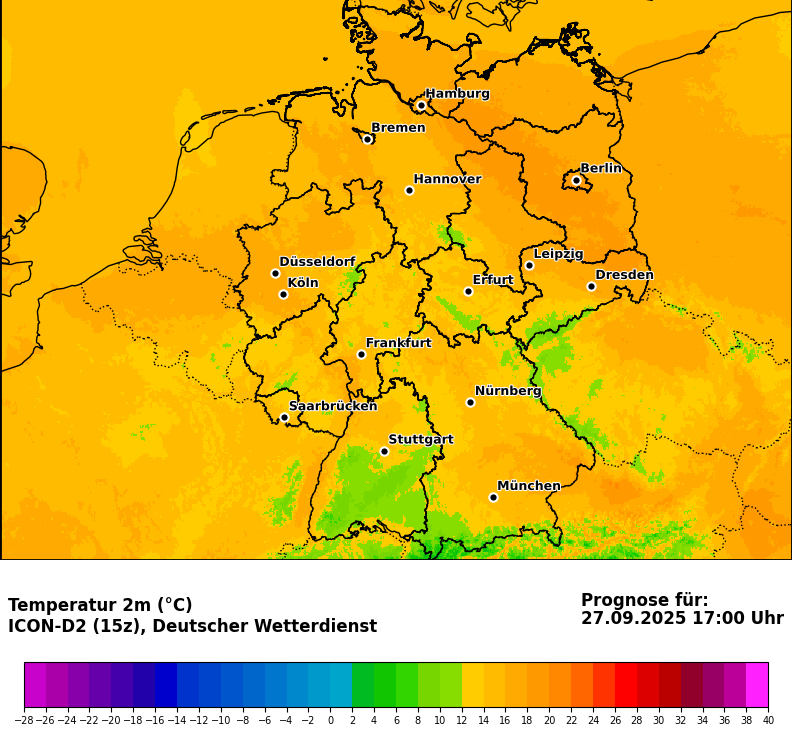 Hamburg
Bremen
Berlin
Hannover
Leipzig
Düsseldorf
Dresden
Erfurt
Köln
Frankfurt
Nürnberg
Saarbrücken
Stuttgart
München
Temperatur 2m (°C)
ICON-D2 (15z), Deutscher Wetterdienst
Prognose für:
27.09.2025 17:00 Uhr
−28 −26 −24 −22 −20 −18 −16 −14 −12 −10 −8 −6 −4 −2 0 2 4 6 8 10 12 14 16 18 20 22 24 26 28 30 32 34 36 38 40